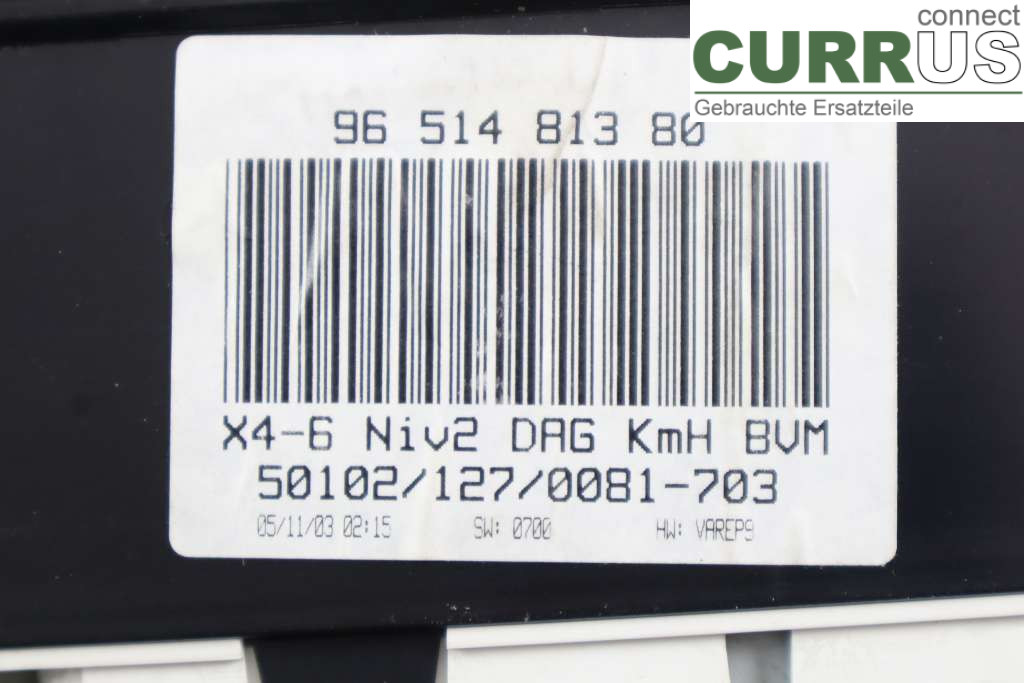 connect
CURRUS
Gebrauchte Ersatzteile
96 514 813 80
X4-6 Niv2 DAG KmH BVM
50102/127/0081-703
05/11/03 02:15 SW: 0700 HW: VAREPS